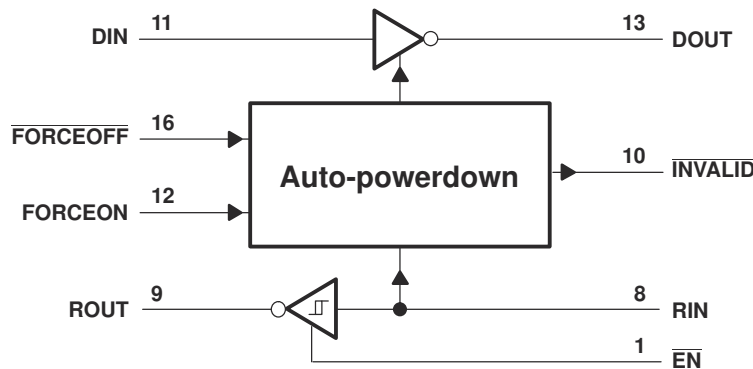 DIN 11 13 DOUT
FORCEOFF 16
Auto-powerdown 10 INVALID
FORCEON 12
ROUT 9 8 RIN
1 EN